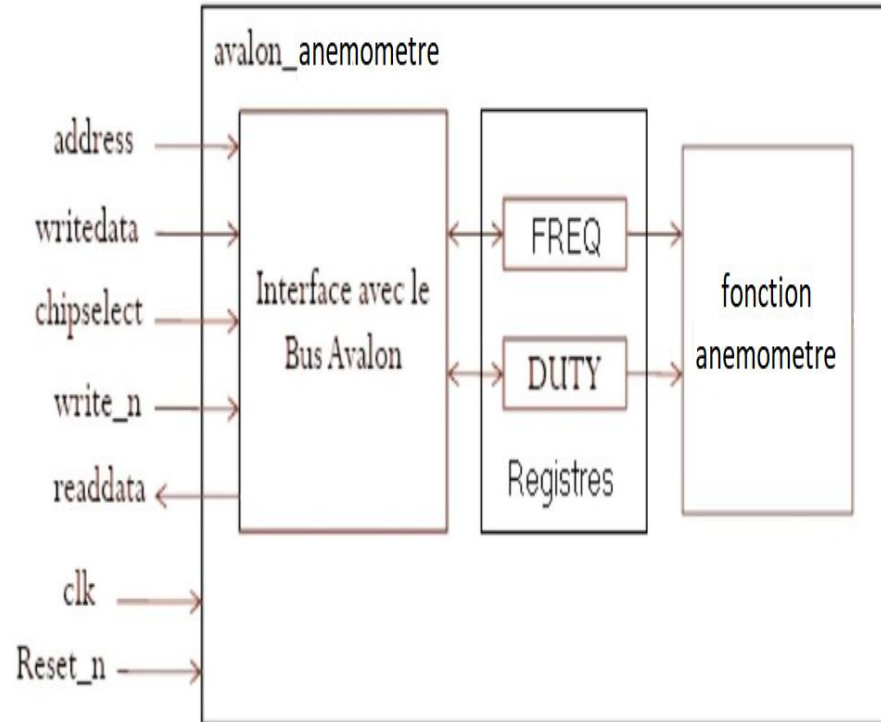 avalon_anemometre
address
writedata
chipselect
write_n
readdata
clk
Reset_n
Interface avec le
Bus Avalon
FREQ
DUTY
Registres
fonction
anemometre